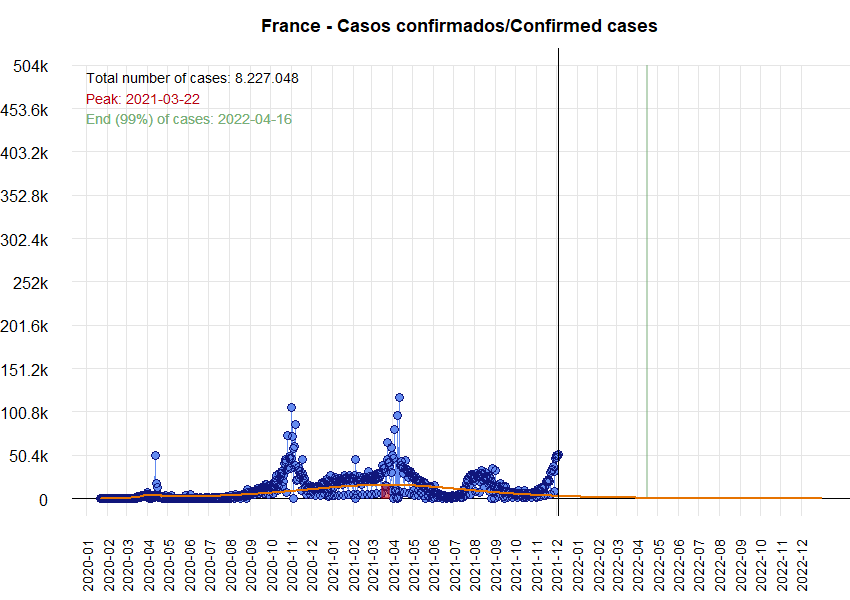 France - Casos confirmados/Confirmed cases
504k
453.6k
403.2k
352.8k
302.4k
252k
201.6k
151.2k
100.8k
50.4k
0
Total number of cases: 8.227.048
Peak: 2021-03-22
End (99%) of cases: 2022-04-16
2020-01
2020-02
2020-03
2020-04
2020-05
2020-06
2020-07
2020-08
2020-09
2020-10
2020-11
2020-12
2021-01
2021-02
2021-03
2021-04
2021-05
2021-06
2021-07
2021-08
2021-09
2021-10
2021-11
2021-12
2022-01
2022-02
2022-03
2022-04
2022-05
2022-06
2022-07
2022-08
2022-09
2022-10
2022-11
2022-12